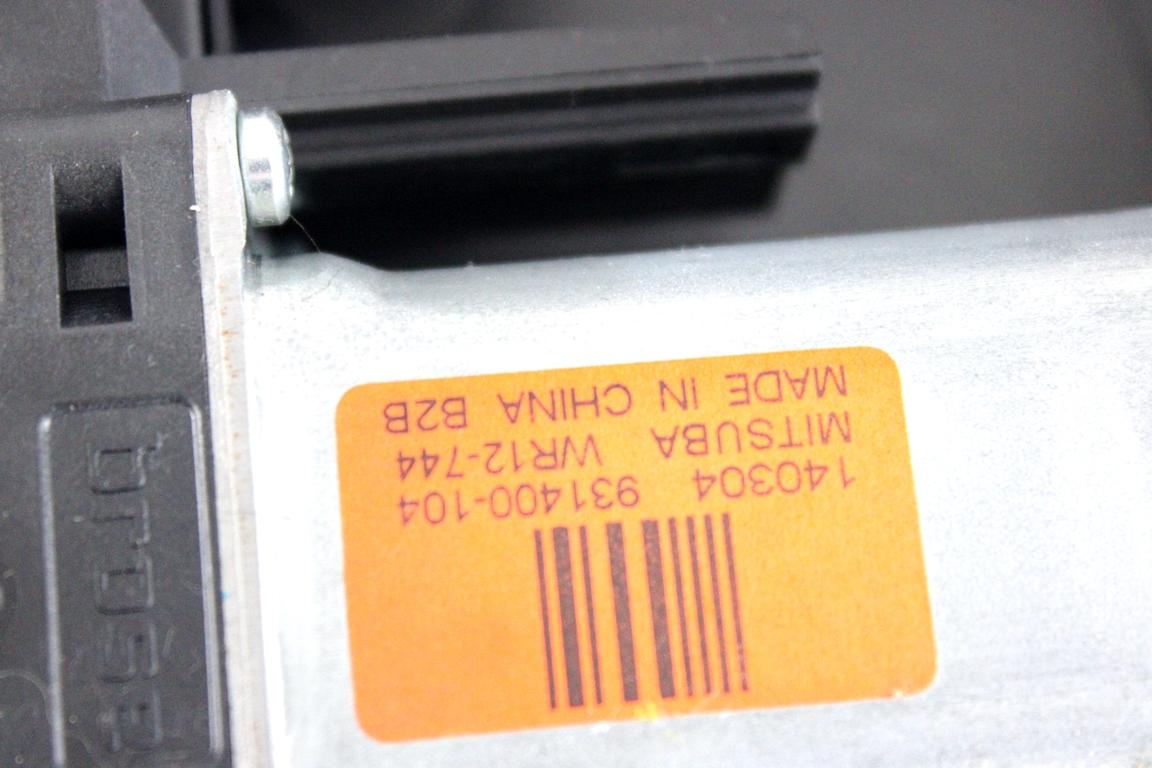 140304 931400-104
MITSUBA WR12-744
MADE IN CHINA B2B
brose